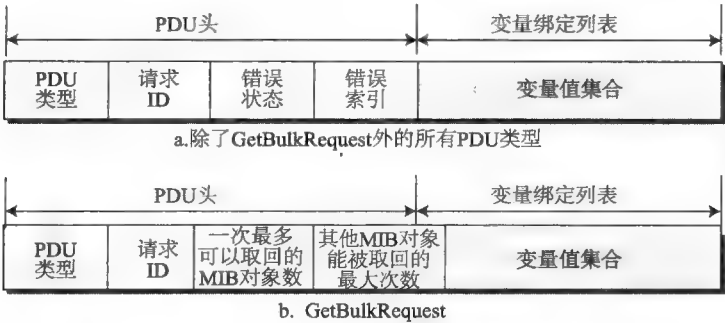 PDU头
变量绑定列表
PDU
类型
请求
ID
错误
状态
错误
索引
变量值集合
a.除了GetBulkRequest外的所有PDU类型
PDU头
变量绑定列表
PDU
类型
请求
ID
一次最多
可以取回的
MIB对象数
其他MIB对象
能被取回的
最大次数
变量值集合
b. GetBulkRequest